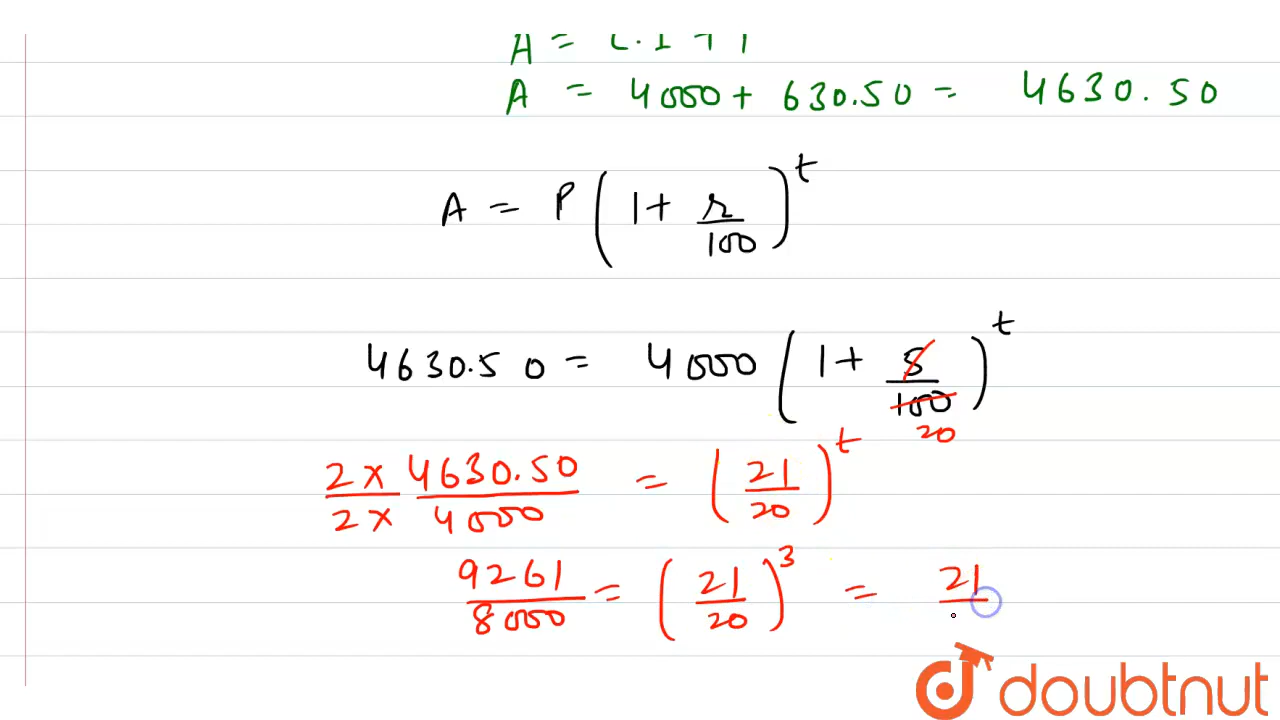 A = 4000 + 630.50 = 4630.50
A = P(1 + r/100)^t
4630.50 = 4000(1 + 5/100)^t
20
2 × 4630.50 / 2 × 4000 = (21/20)^t
9261/8000 = (21/20)^3 = 21/
doubtnut